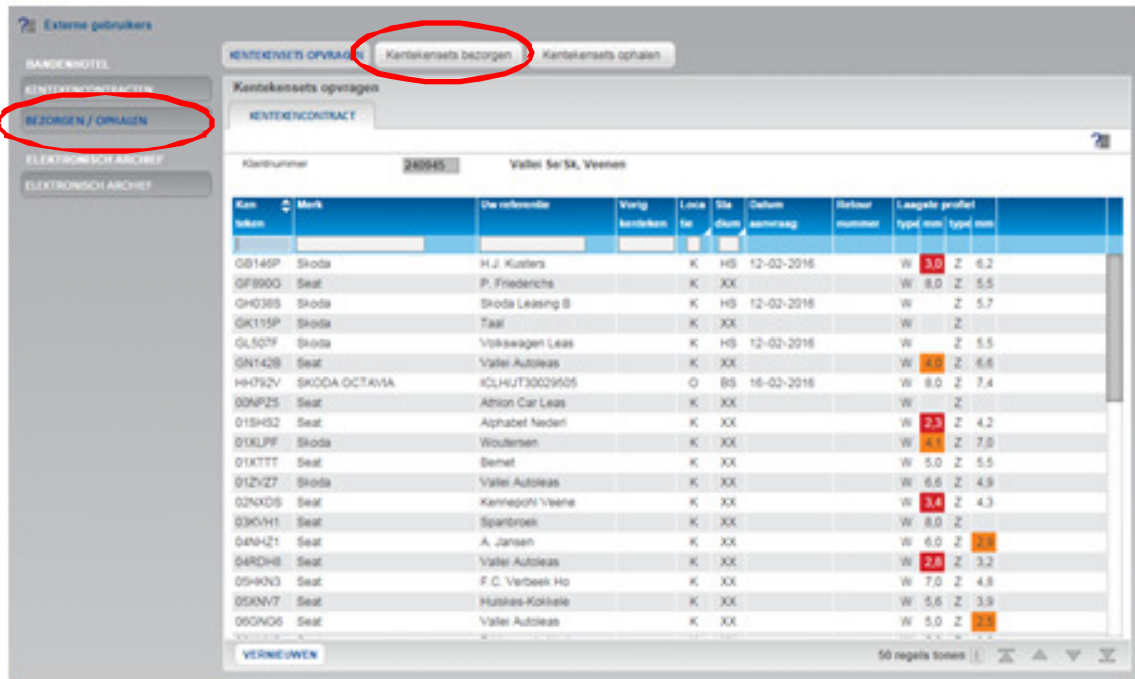 Externe gebruikers
BANDENHOTEL
KENTEKENCONTRACTEN
BEZORGEN / OPHALEN
ELEKTRONISCH ARCHIEF
ELEKTRONISCH ARCHIEF
KENTEKENSETS OPVRAGEN Kentekensets bezorgen Kentekensets ophalen
Kentekensets opvragen
KENTEKENCONTRACT
Klantnummer 240945 Vallei Se/Sk, Veenen
Ken teken Merk Uw referentie Vorig kenteken Loca tie Sta dium Datum aanvraag Retour nummer Laagste profiel type mm type mm
GB146P Skoda H.J. Kusters K HS 12-02-2016 W 3,0 Z 6,2
GF890G Seat P. Friederichs K XX W 8,0 Z 5,5
GH038S Skoda Skoda Leasing B K HS 12-02-2016 W Z 5,7
GK115P Skoda Taal K XX W Z
GL507F Skoda Volkswagen Leas K HS 12-02-2016 W Z 5,5
GN142B Seat Vallei Autoleas K XX W 4,0 Z 6,6
HH792V SKODA OCTAVIA ICLH/JT30029505 O BS 16-02-2016 W 8,0 Z 7,4
00NPZ5 Seat Athlon Car Leas K XX W Z
01SHS2 Seat Alphabet Nederl K XX W 2,3 Z 4,2
01XLPF Skoda Woutersen K XX W 4,1 Z 7,0
01XTTT Seat Bernet K XX W 5,0 Z 5,5
01ZVZ7 Skoda Vallei Autoleas K XX W 6,6 Z 4,9
02NXDS Seat Kennepohl Veene K XX W 3,4 Z 4,3
03KVH1 Seat Spanbroek K XX W 8,0 Z
04NHZ1 Seat A. Jansen K XX W 6,0 Z 2,9
04RDH8 Seat Vallei Autoleas K XX W 2,8 Z 3,2
05HKN3 Seat F.C. Verbeek Ho K XX W 7,0 Z 4,8
05XNV7 Seat Huiskes-Kokkele K XX W 5,6 Z 3,9
06GNG6 Seat Vallei Autoleas K XX W 5,0 Z 2,5
VERNIEUWEN 50 regels tonen